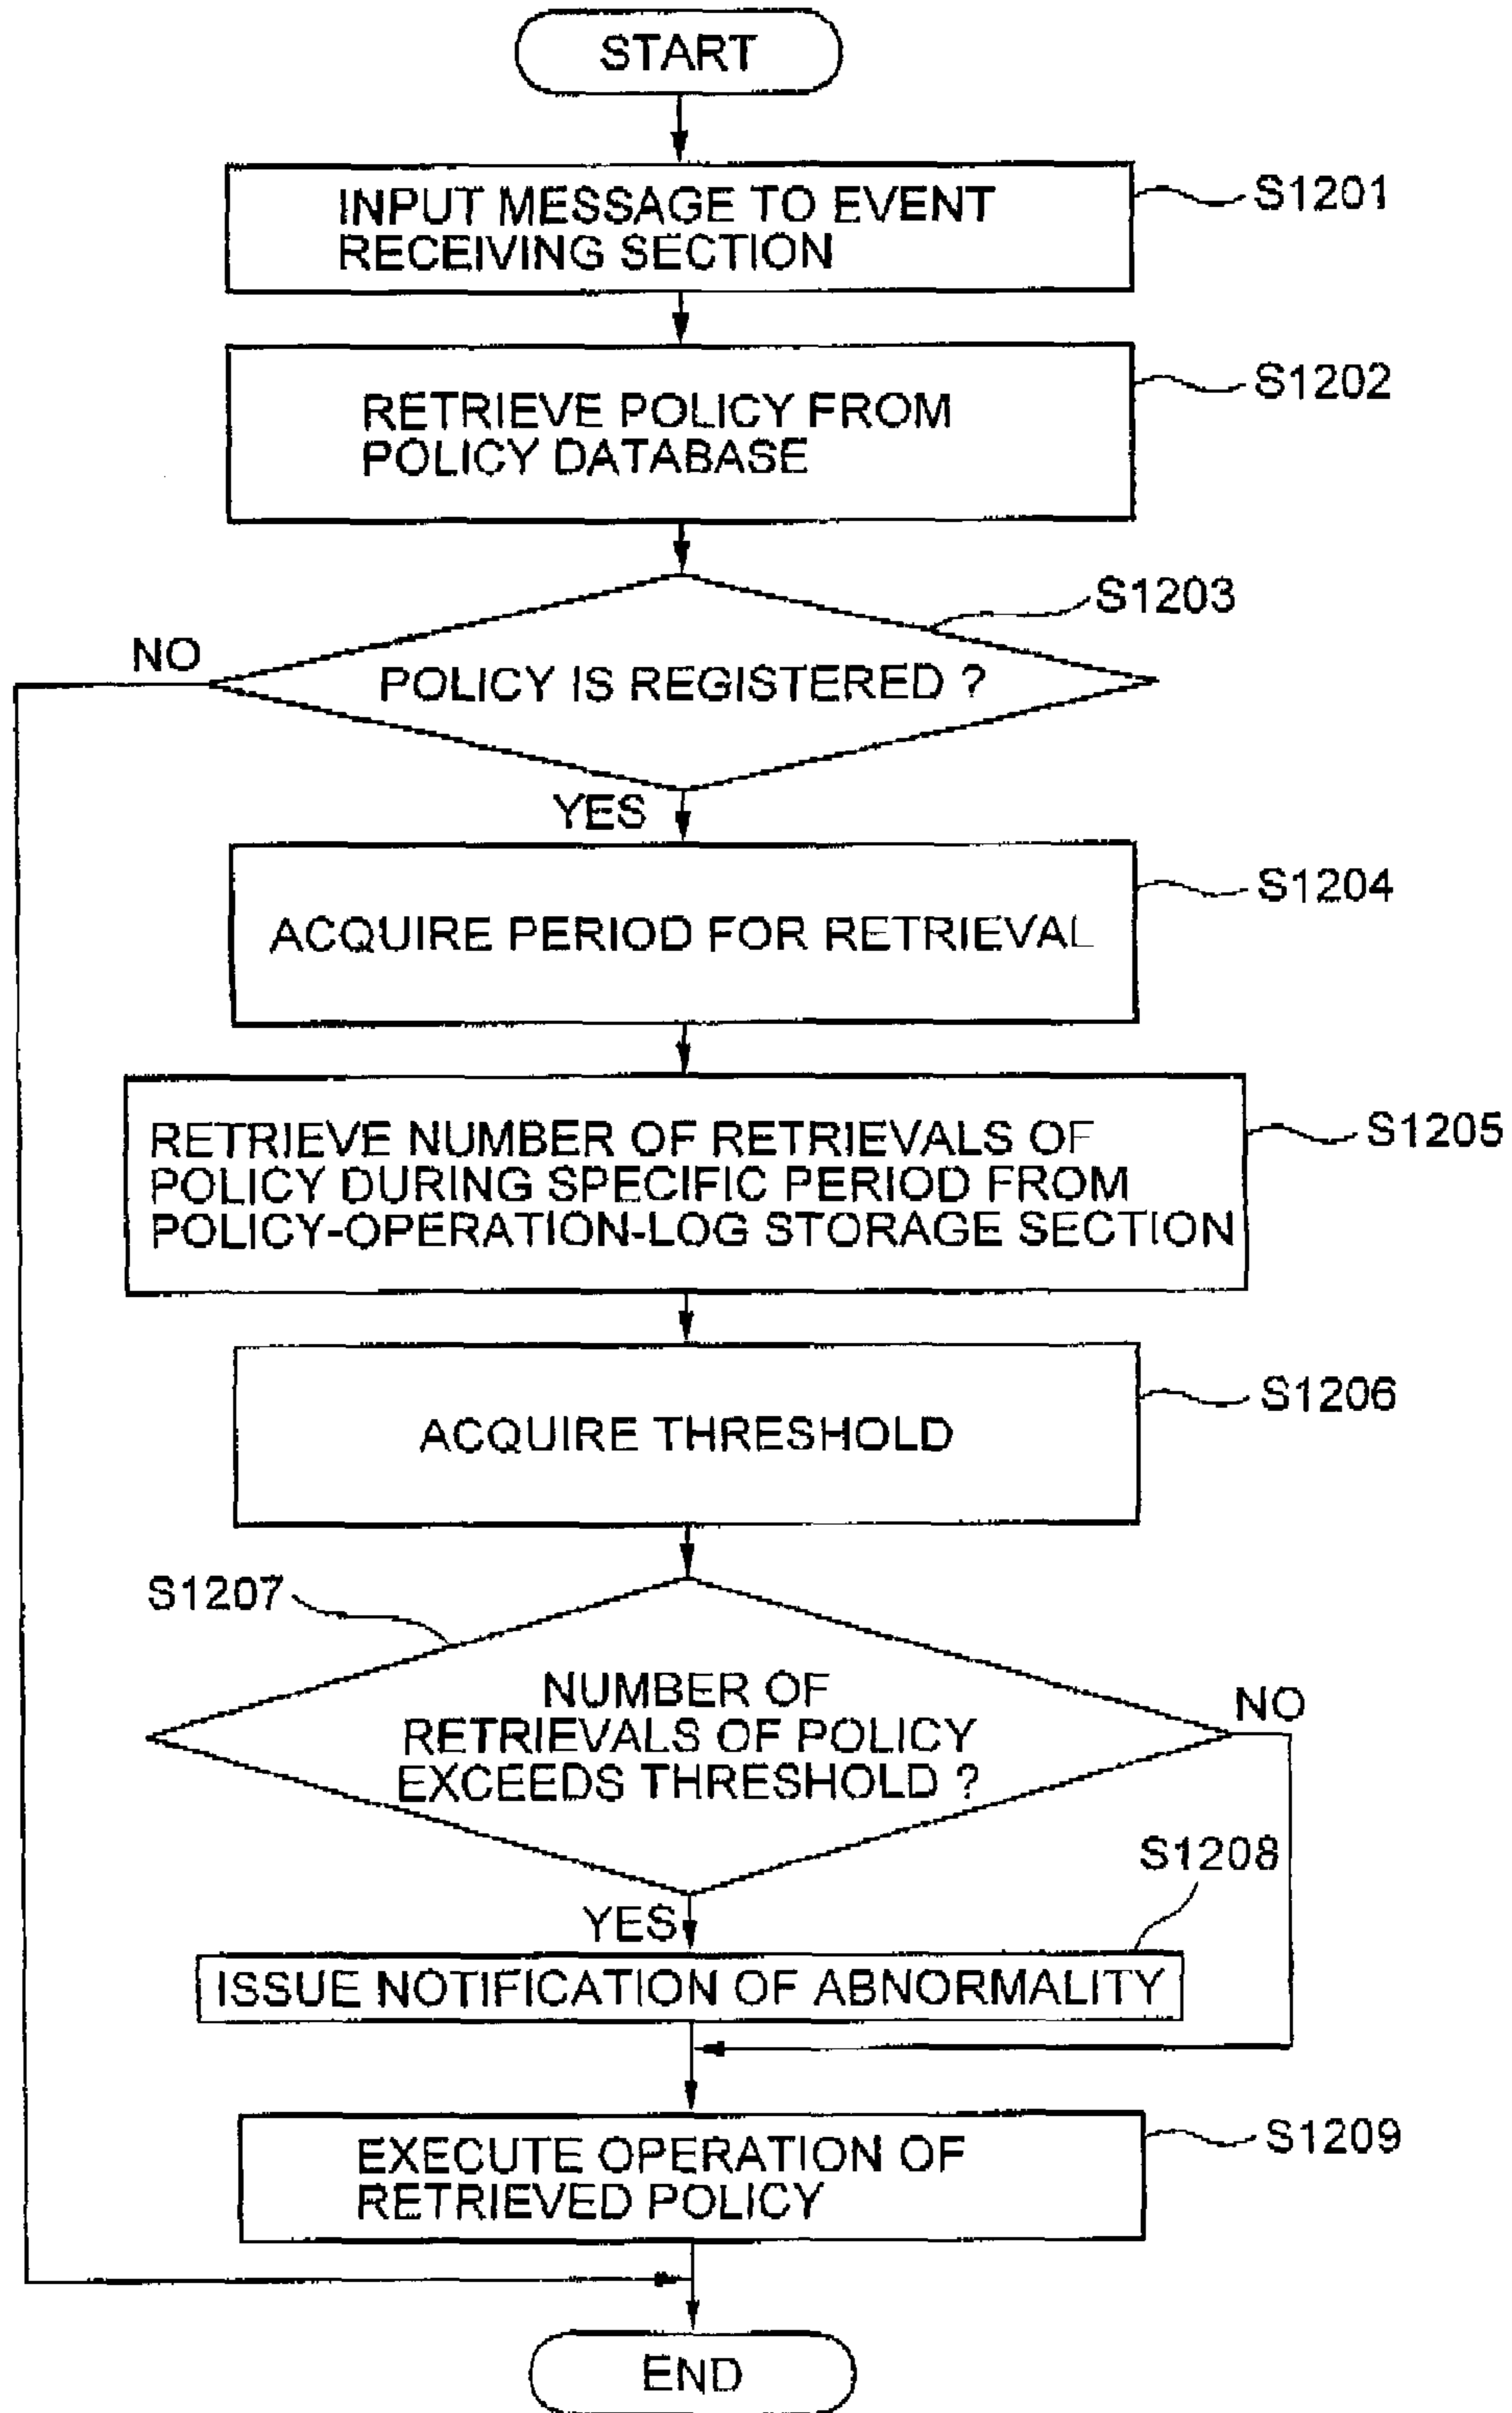 START
INPUT MESSAGE TO EVENT
RECEIVING SECTION
S1201
RETRIEVE POLICY FROM
POLICY DATABASE
S1202
S1203
NO
POLICY IS REGISTERED ?
YES
ACQUIRE PERIOD FOR RETRIEVAL
S1204
RETRIEVE NUMBER OF RETRIEVALS OF
POLICY DURING SPECIFIC PERIOD FROM
POLICY-OPERATION-LOG STORAGE SECTION
S1205
ACQUIRE THRESHOLD
S1206
S1207
NUMBER OF
RETRIEVALS OF POLICY
EXCEEDS THRESHOLD ?
NO
YES
S1208
ISSUE NOTIFICATION OF ABNORMALITY
EXECUTE OPERATION OF
RETRIEVED POLICY
S1209
END